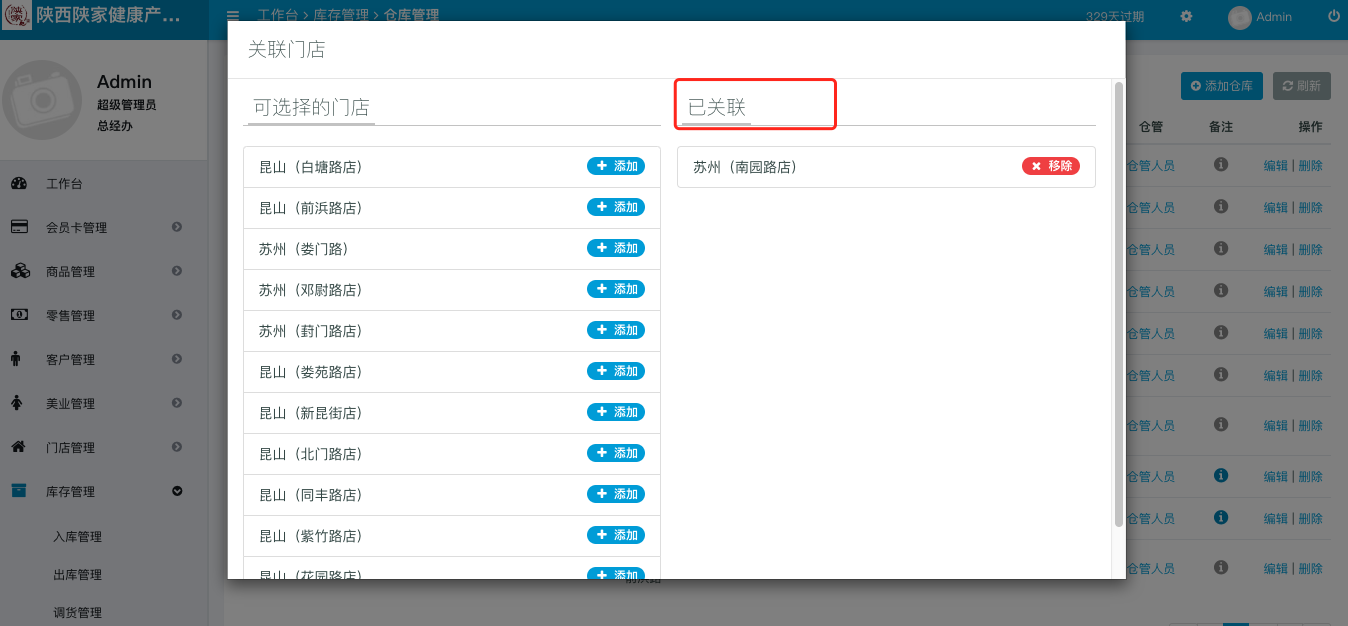 陕西陕家健康产...
工作台 > 库存管理 > 仓库管理
329天过期
Admin
Admin
超级管理员
总经办
工作台
会员卡管理
商品管理
零售管理
客户管理
美业管理
门店管理
库存管理
入库管理
出库管理
调货管理
关联门店
可选择的门店
昆山（白塘路店） 添加
昆山（前浜路店） 添加
苏州（娄门路） 添加
苏州（邓尉路店） 添加
苏州（葑门路店） 添加
昆山（娄苑路店） 添加
昆山（新昆街店） 添加
昆山（北门路店） 添加
昆山（同丰路店） 添加
昆山（紫竹路店） 添加
昆山（花园路店） 添加
已关联
苏州（南园路店） 移除
添加仓库 刷新
仓管 备注 操作
仓管人员 编辑 | 删除
仓管人员 编辑 | 删除
仓管人员 编辑 | 删除
仓管人员 编辑 | 删除
仓管人员 编辑 | 删除
仓管人员 编辑 | 删除
仓管人员 编辑 | 删除
仓管人员 编辑 | 删除
仓管人员 编辑 | 删除
仓管人员 编辑 | 删除